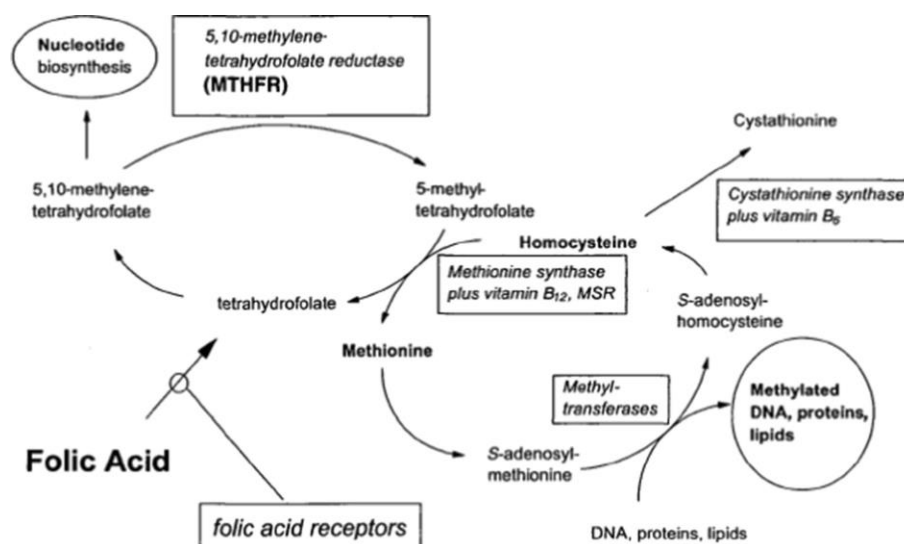 Nucleotide
biosynthesis
5,10-methylene-
tetrahydrofolate reductase
(MTHFR)
Cystathionine
5,10-methylene-
tetrahydrofolate
5-methyl-
tetrahydrofolate
Cystathionine synthase
plus vitamin B6
Homocysteine
Methionine synthase
plus vitamin B12, MSR
tetrahydrofolate
S-adenosyl-
homocysteine
Methionine
Methyl-
transferases
Methylated
DNA, proteins,
lipids
Folic Acid
S-adenosyl-
methionine
folic acid receptors
DNA, proteins, lipids